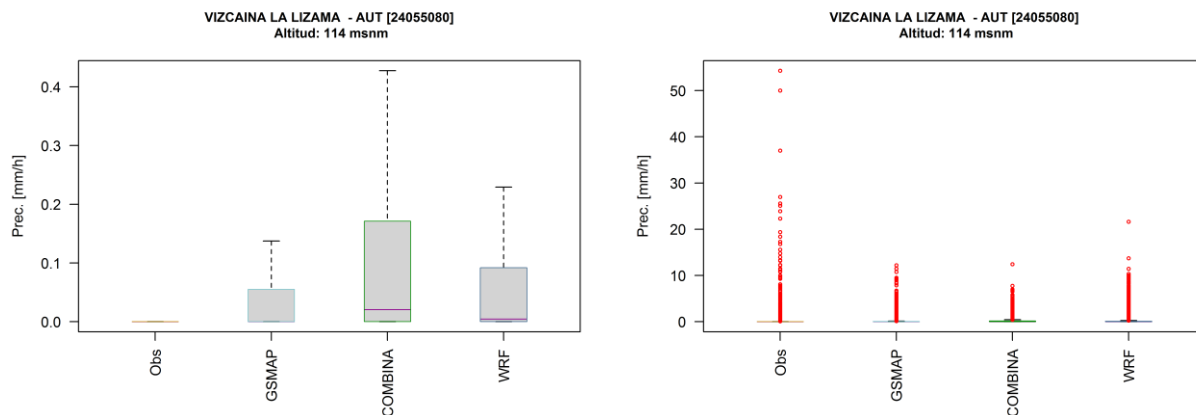 VIZCAINA LA LIZAMA - AUT [24055080]
Altitud: 114 msnm
Prec. [mm/h]
0.4
0.3
0.2
0.1
0.0
Obs
GSMAP
COMBINA
WRF
VIZCAINA LA LIZAMA - AUT [24055080]
Altitud: 114 msnm
Prec. [mm/h]
50
40
30
20
10
0
Obs
GSMAP
COMBINA
WRF